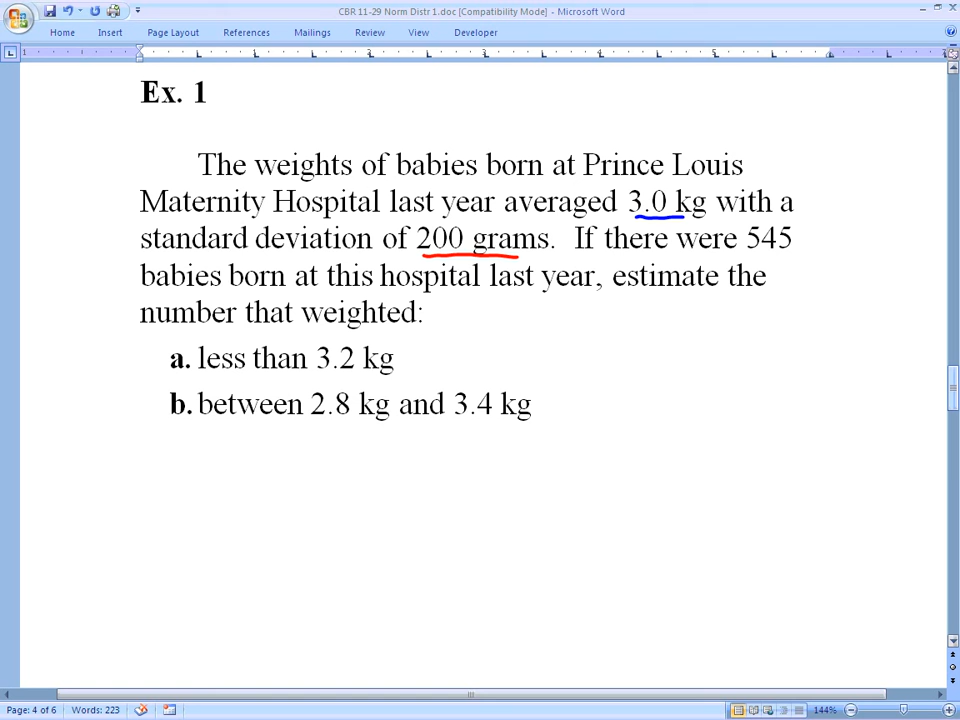 CBR 11-29 Norm Distr 1.doc [Compatibility Mode] - Microsoft Word
Home Insert Page Layout References Mailings Review View Developer
Ex. 1
The weights of babies born at Prince Louis
Maternity Hospital last year averaged 3.0 kg with a
standard deviation of 200 grams. If there were 545
babies born at this hospital last year, estimate the
number that weighted:
a. less than 3.2 kg
b. between 2.8 kg and 3.4 kg
Page: 4 of 6 Words: 223 144%